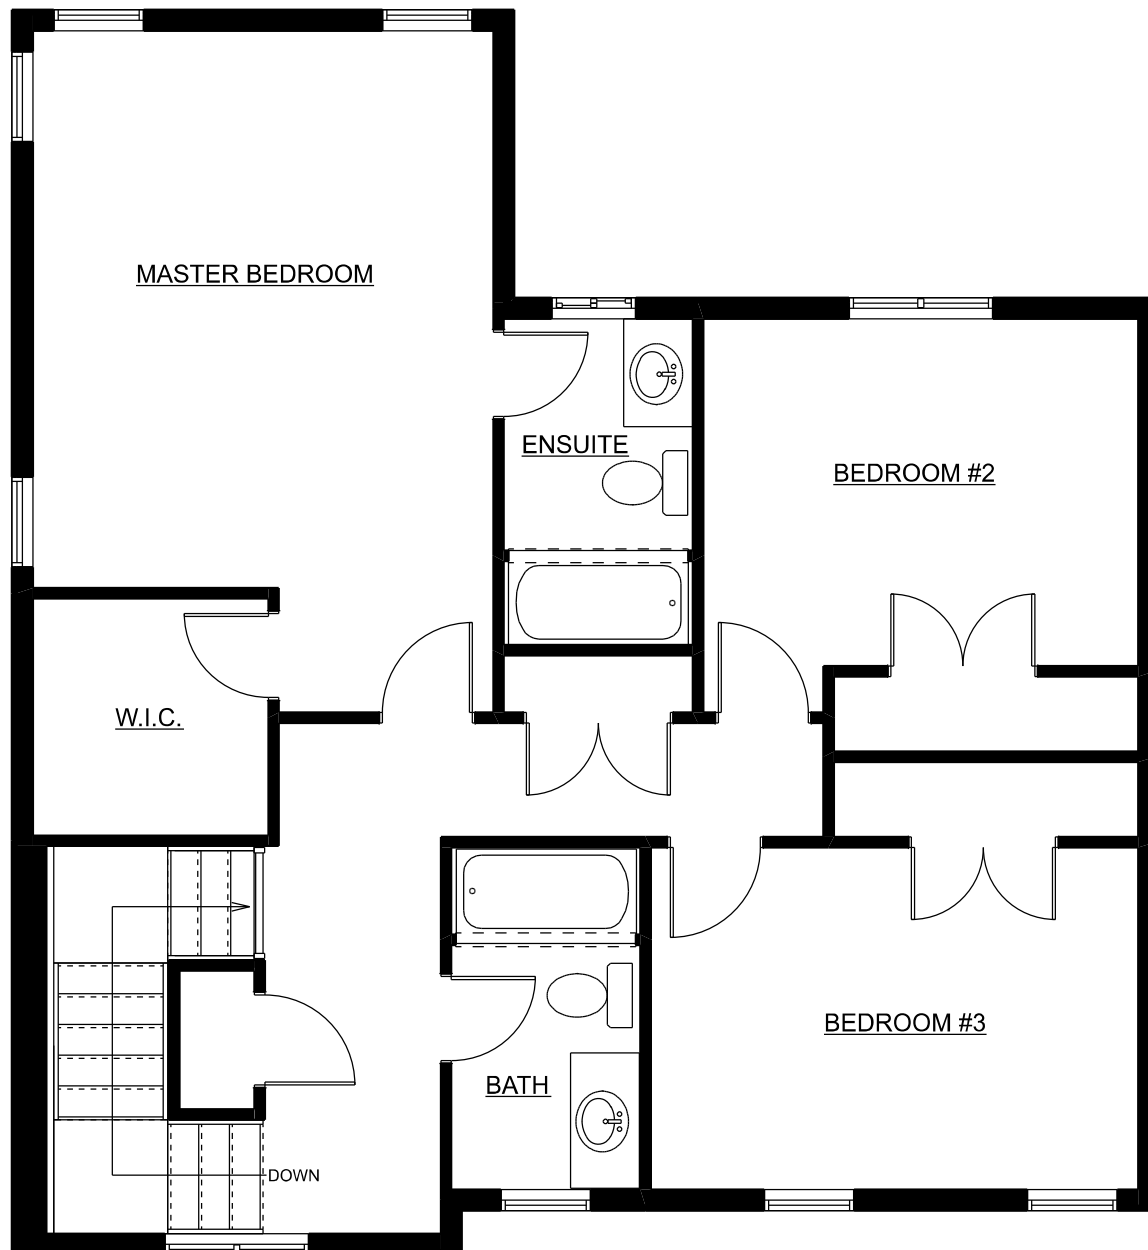 MASTER BEDROOM
ENSUITE
BEDROOM #2
W.I.C.
BEDROOM #3
BATH
DOWN